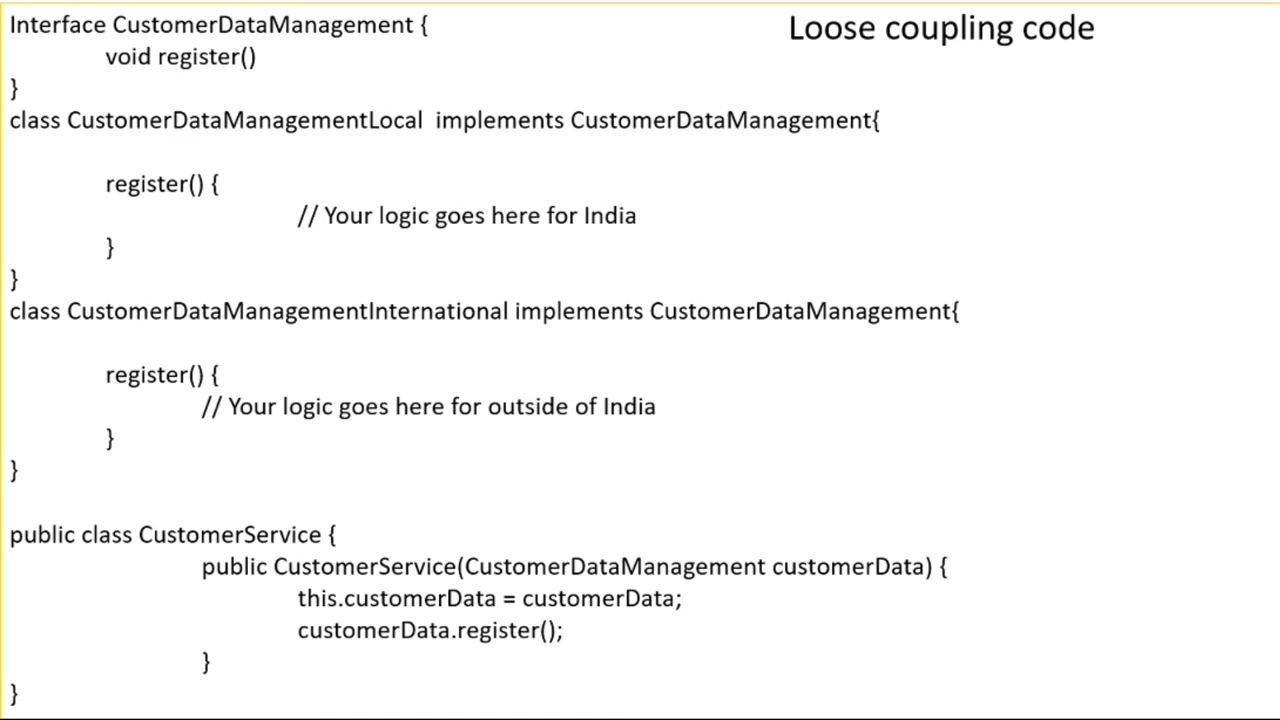 Interface CustomerDataManagement {
Loose coupling code
void register()
}
class CustomerDataManagementLocal  implements CustomerDataManagement{
register() {
// Your logic goes here for India
}
}
class CustomerDataManagementInternational implements CustomerDataManagement{
register() {
// Your logic goes here for outside of India
}
}
public class CustomerService {
public CustomerService(CustomerDataManagement customerData) {
this.customerData = customerData;
customerData.register();
}
}